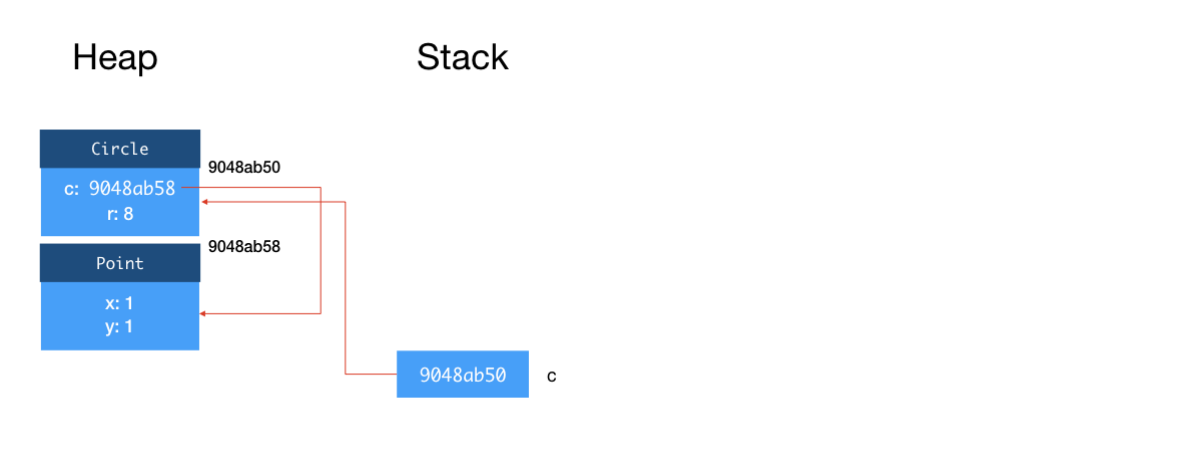 Heap
Stack
Circle
9048ab50
c: 9048ab58
r: 8
9048ab58
Point
x: 1
y: 1
9048ab50
c